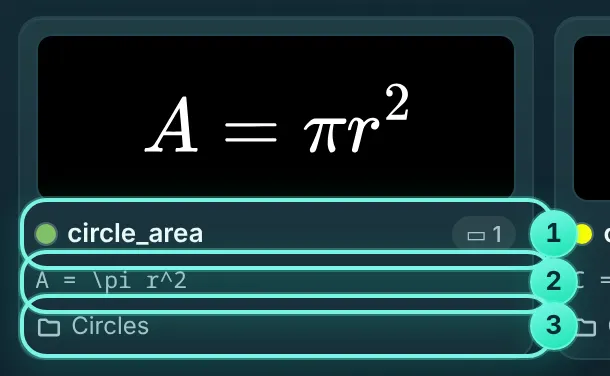 A = πr²
circle_area 1 1
A = \pi r^2 2
Circles 3